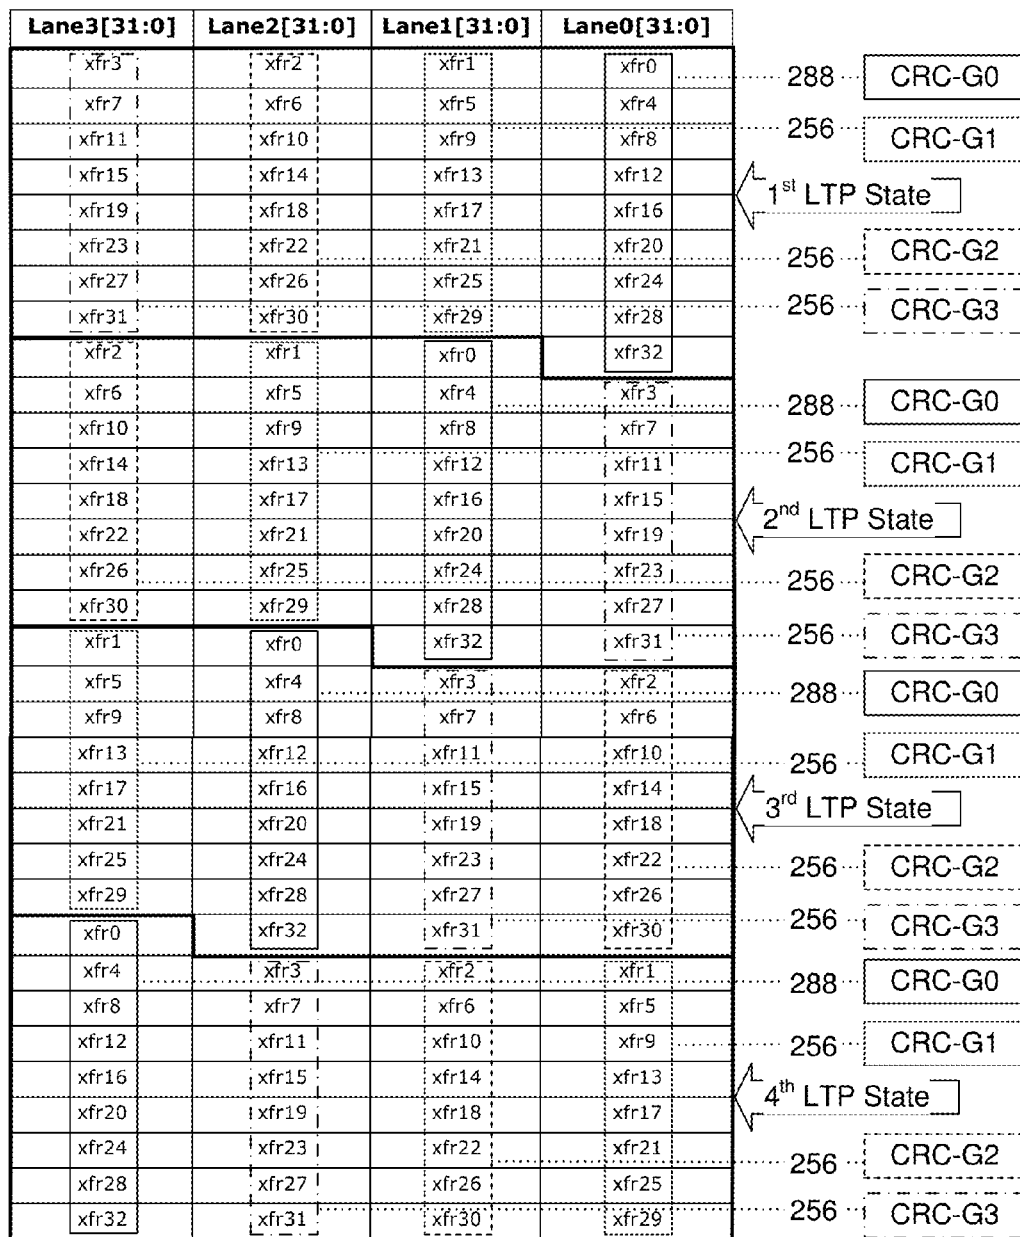 Lane3[31:0] Lane2[31:0] Lane1[31:0] Lane0[31:0]
xfr3 xfr2 xfr1 xfr0 288 CRC-G0
xfr7 xfr6 xfr5 xfr4
xfr11 xfr10 xfr9 xfr8 256 CRC-G1
xfr15 xfr14 xfr13 xfr12
1st LTP State
xfr19 xfr18 xfr17 xfr16
xfr23 xfr22 xfr21 xfr20 256 CRC-G2
xfr27 xfr26 xfr25 xfr24
xfr31 xfr30 xfr29 xfr28 256 CRC-G3
xfr2 xfr1 xfr0 xfr32
xfr6 xfr5 xfr4 xfr3 288 CRC-G0
xfr10 xfr9 xfr8 xfr7
xfr14 xfr13 xfr12 xfr11 256 CRC-G1
xfr18 xfr17 xfr16 xfr15
2nd LTP State
xfr22 xfr21 xfr20 xfr19
xfr26 xfr25 xfr24 xfr23 256 CRC-G2
xfr30 xfr29 xfr28 xfr27
xfr1 xfr0 xfr32 xfr31 256 CRC-G3
xfr5 xfr4 xfr3 xfr2 288 CRC-G0
xfr9 xfr8 xfr7 xfr6
xfr13 xfr12 xfr11 xfr10 256 CRC-G1
xfr17 xfr16 xfr15 xfr14
3rd LTP State
xfr21 xfr20 xfr19 xfr18
xfr25 xfr24 xfr23 xfr22 256 CRC-G2
xfr29 xfr28 xfr27 xfr26
xfr0 xfr32 xfr31 xfr30 256 CRC-G3
xfr4 xfr3 xfr2 xfr1 288 CRC-G0
xfr8 xfr7 xfr6 xfr5
xfr12 xfr11 xfr10 xfr9 256 CRC-G1
xfr16 xfr15 xfr14 xfr13
4th LTP State
xfr20 xfr19 xfr18 xfr17
xfr24 xfr23 xfr22 xfr21 256 CRC-G2
xfr28 xfr27 xfr26 xfr25
xfr32 xfr31 xfr30 xfr29 256 CRC-G3